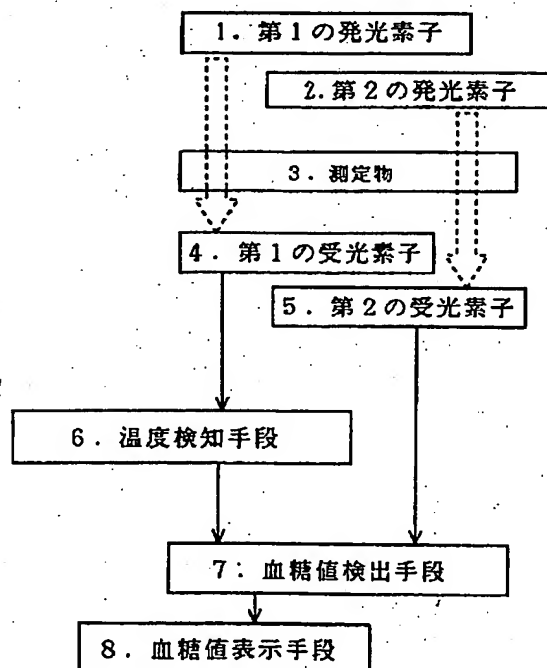 1. 第1の発光素子
2.第2の発光素子
3. 測定物
4. 第1の受光素子
5. 第2の受光素子
6. 温度検知手段
7: 血糖値検出手段
8. 血糖値表示手段